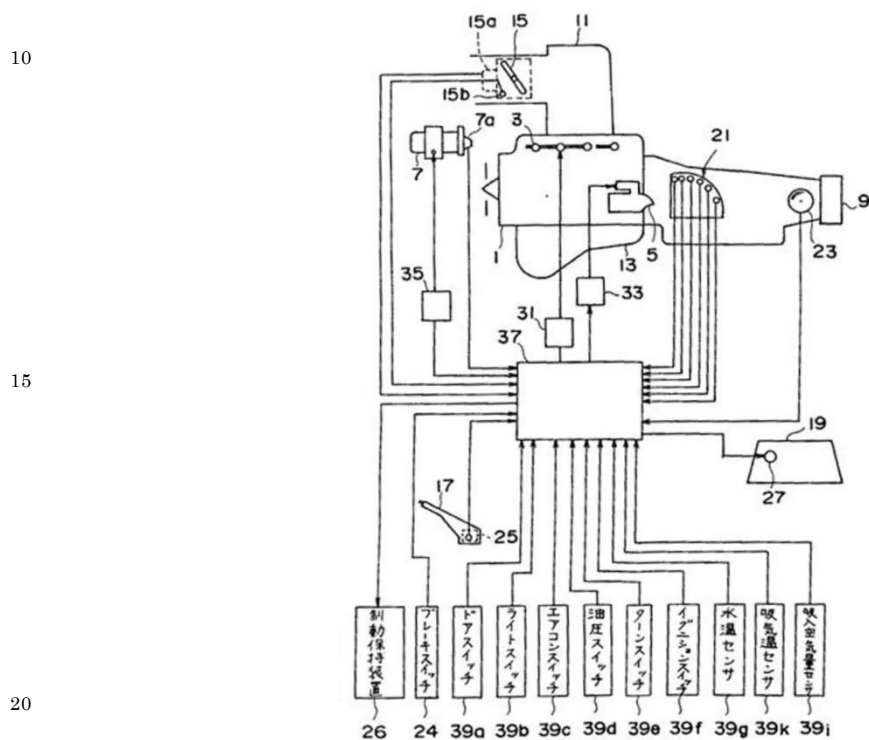 15a 15 11
10
15b
7a
3
21
7
9
1
13 5
23
35
33
31
37
15
19
17
27
25
制動保持装置
ブレーキスイッチ
ドアスイッチ
ライトスイッチ
エアコンスイッチ
油圧スイッチ
ターンスイッチ
イグニションスイッチ
水温センサ
吸気温センサ
吸入空気量センサ
20
26 24 39a 39b 39c 39d 39e 39f 39g 39k 39i